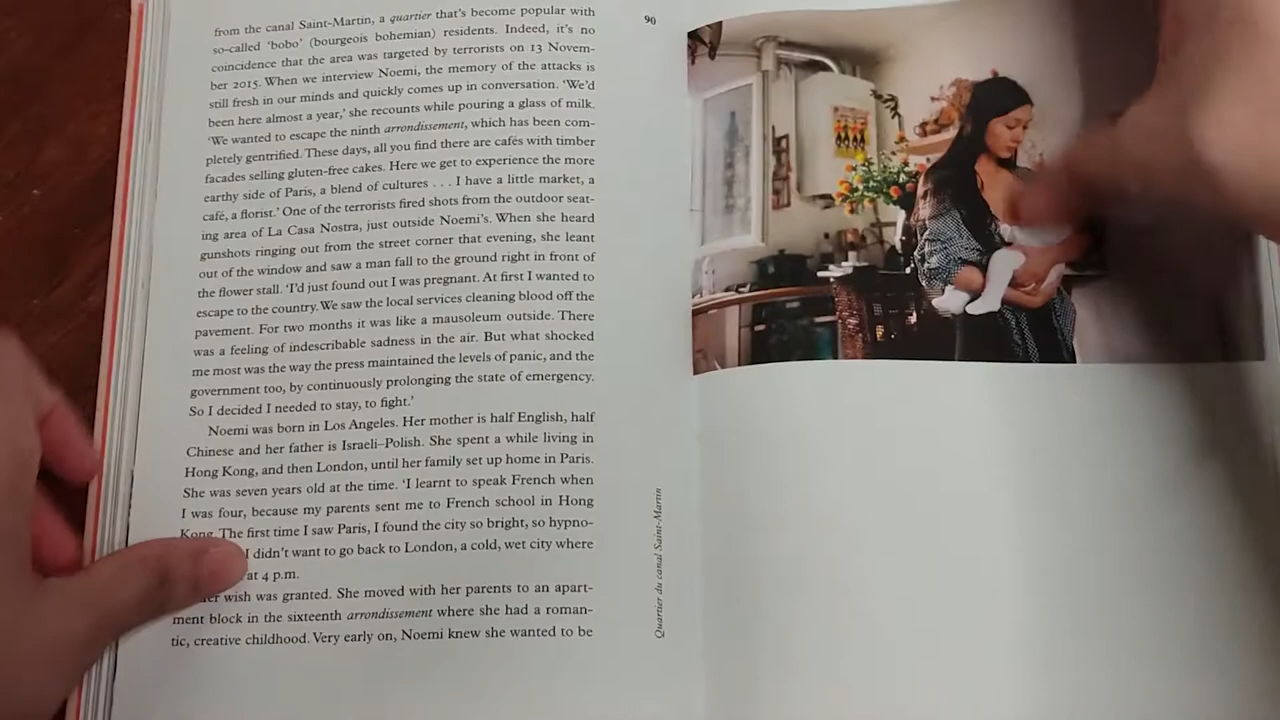 from the canal Saint-Martin, a quartier that's become popular with
so-called 'bobo' (bourgeois bohemian) residents. Indeed, it's no
coincidence that the area was targeted by terrorists on 13 Novem-
ber 2015. When we interview Noemi, the memory of the attacks is
still fresh in our minds and quickly comes up in conversation. 'We'd
been here almost a year,' she recounts while pouring a glass of milk.
'We wanted to escape the ninth arrondissement, which has been com-
pletely gentrified. These days, all you find there are cafés with timber
facades selling gluten-free cakes. Here we get to experience the more
earthy side of Paris, a blend of cultures . . . I have a little market, a
café, a florist.' One of the terrorists fired shots from the outdoor seat-
ing area of La Casa Nostra, just outside Noemi's. When she heard
gunshots ringing out from the street corner that evening, she leant
out of the window and saw a man fall to the ground right in front of
the flower stall. 'I'd just found out I was pregnant. At first I wanted to
escape to the country. We saw the local services cleaning blood off the
pavement. For two months it was like a mausoleum outside. There
was a feeling of indescribable sadness in the air. But what shocked
me most was the way the press maintained the levels of panic, and the
government too, by continuously prolonging the state of emergency.
So I decided I needed to stay, to fight.'
Noemi was born in Los Angeles. Her mother is half English, half
Chinese and her father is Israeli–Polish. She spent a while living in
Hong Kong, and then London, until her family set up home in Paris.
She was seven years old at the time. 'I learnt to speak French when
I was four, because my parents sent me to French school in Hong
Kong. The first time I saw Paris, I found the city so bright, so hypno-
I didn't want to go back to London, a cold, wet city where
at 4 p.m.
wish was granted. She moved with her parents to an apart-
ment block in the sixteenth arrondissement where she had a roman-
tic, creative childhood. Very early on, Noemi knew she wanted to be
90
Quartier du canal Saint-Martin